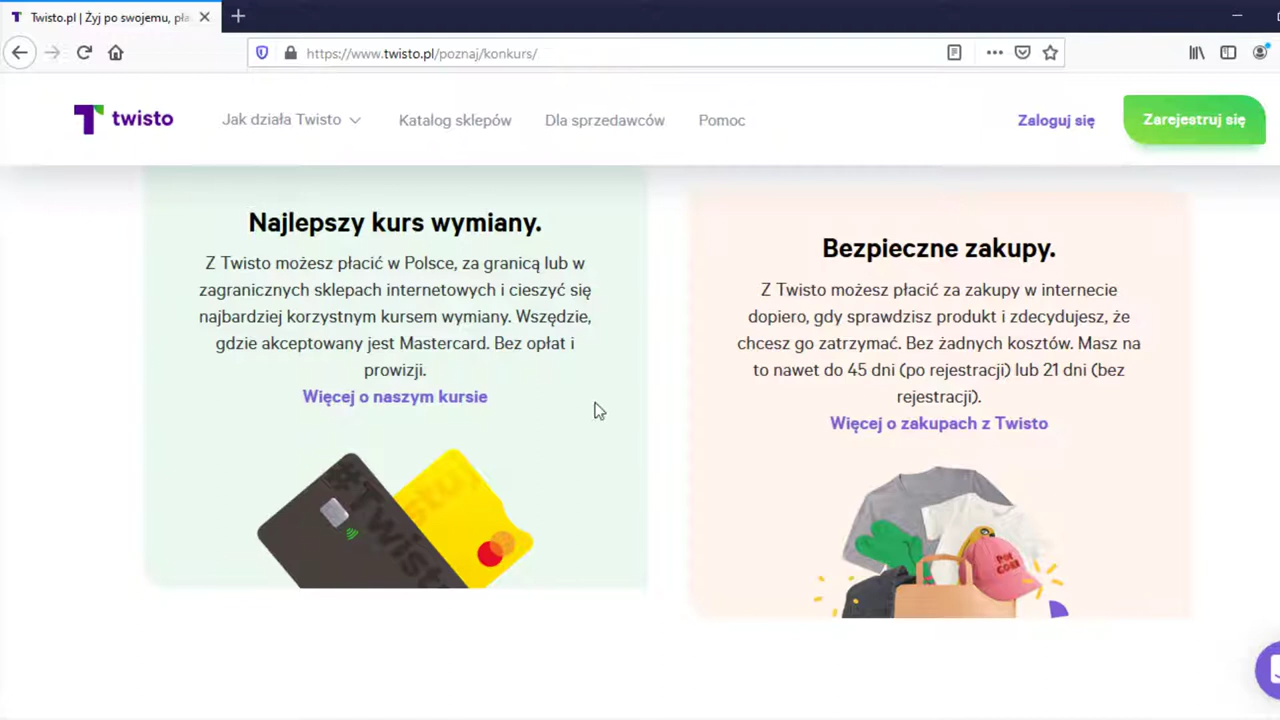 Twisto.pl | Żyj po swojemu, pła
https://www.twisto.pl/poznaj/konkurs/
twisto
Jak działa Twisto
Katalog sklepów
Dla sprzedawców
Pomoc
Zaloguj się
Zarejestruj się
Najlepszy kurs wymiany.
Z Twisto możesz płacić w Polsce, za granicą lub w
zagranicznych sklepach internetowych i cieszyć się
najbardziej korzystnym kursem wymiany. Wszędzie,
gdzie akceptowany jest Mastercard. Bez opłat i
prowizji.
Więcej o naszym kursie
#Twisto
Bezpieczne zakupy.
Z Twisto możesz płacić za zakupy w internecie
dopiero, gdy sprawdzisz produkt i zdecydujesz, że
chcesz go zatrzymać. Bez żadnych kosztów. Masz na
to nawet do 45 dni (po rejestracji) lub 21 dni (bez
rejestracji).
Więcej o zakupach z Twisto
POP
CORN